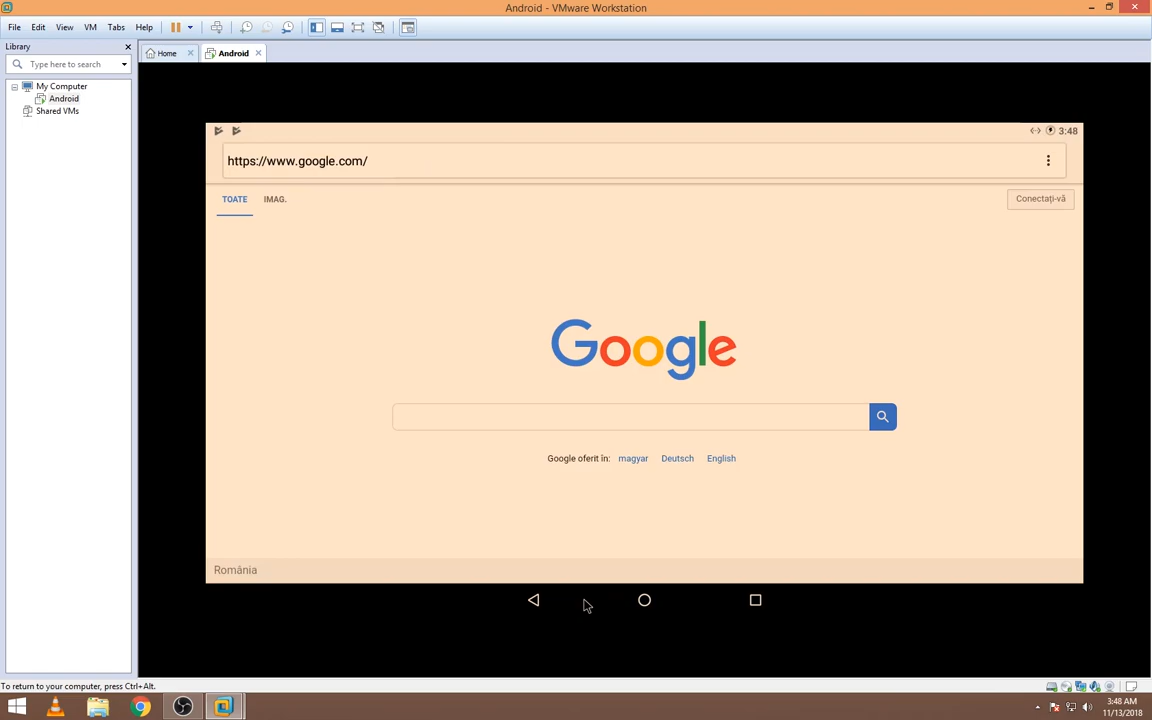 Android - VMware Workstation
File Edit View VM Tabs Help
Library
Home
Android
Type here to search
My Computer
Android
Shared VMs
3:48
https://www.google.com/
TOATE IMAG.
Conectați-vă
Google
Google oferit în: magyar Deutsch English
România
To return to your computer, press Ctrl+Alt.
3:48 AM
11/13/2018